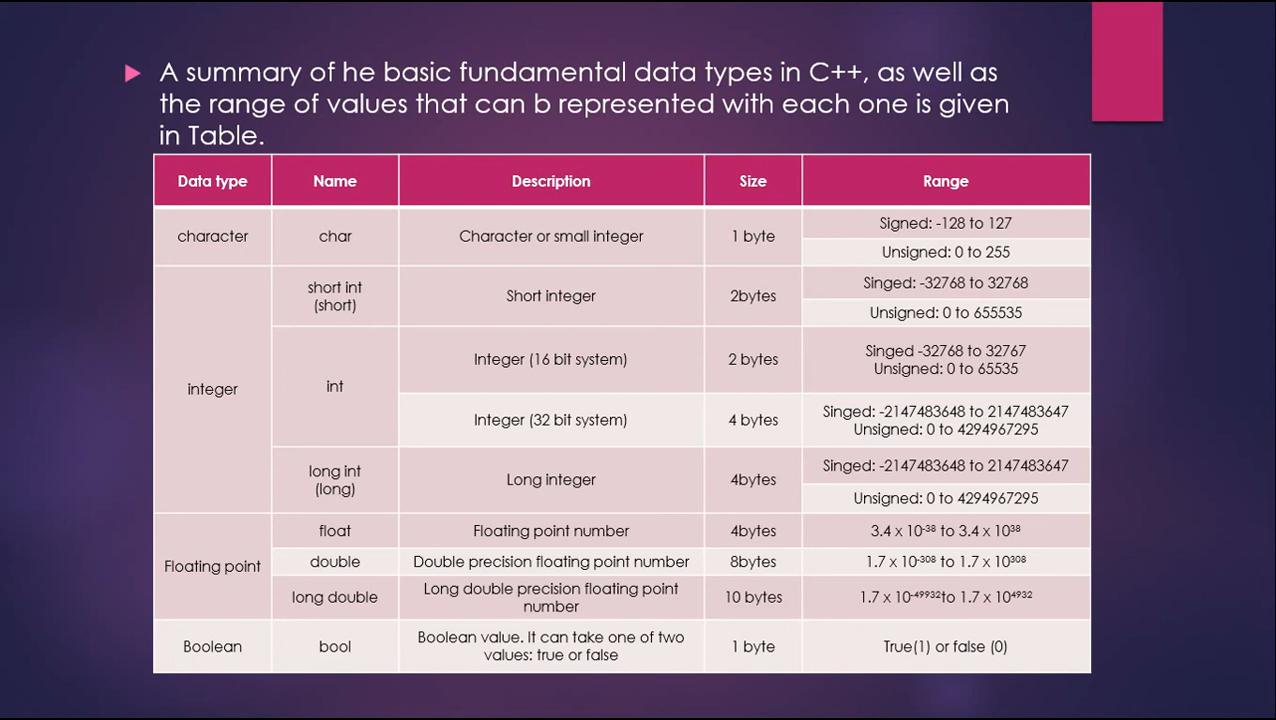 A summary of he basic fundamental data types in C++, as well as
the range of values that can b represented with each one is given
in Table.
Data type Name Description Size Range
character char Character or small integer 1 byte Signed: -128 to 127
Unsigned: 0 to 255
integer short int
(short) Short integer 2bytes Singed: -32768 to 32768
Unsigned: 0 to 655535
int Integer (16 bit system) 2 bytes Singed -32768 to 32767
Unsigned: 0 to 65535
Integer (32 bit system) 4 bytes Singed: -2147483648 to 2147483647
Unsigned: 0 to 4294967295
long int
(long) Long integer 4bytes Singed: -2147483648 to 2147483647
Unsigned: 0 to 4294967295
Floating point float Floating point number 4bytes 3.4 x 10⁻³⁸ to 3.4 x 10³⁸
double Double precision floating point number 8bytes 1.7 x 10⁻³⁰⁸ to 1.7 x 10³⁰⁸
long double Long double precision floating point
number 10 bytes 1.7 x 10⁻⁴⁹⁹³²to 1.7 x 10⁴⁹³²
Boolean bool Boolean value. It can take one of two
values: true or false 1 byte True(1) or false (0)